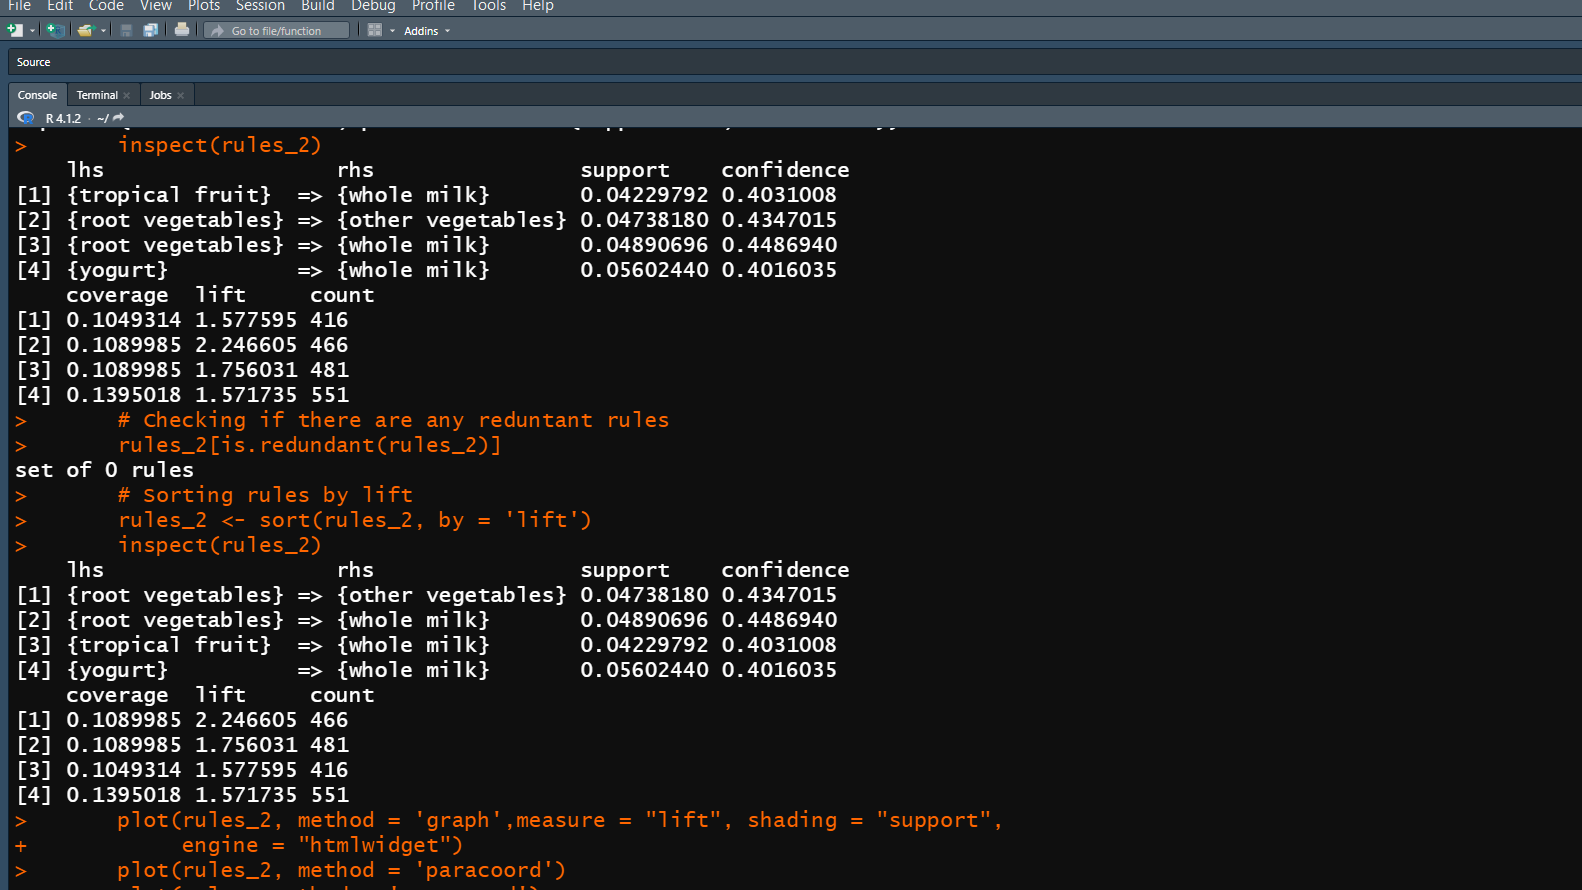 File Edit Code View Plots Session Build Debug Profile Tools Help
Go to file/function Addins
Source
Console Terminal Jobs
R 4.1.2 · ~/
> inspect(rules_2)
lhs rhs support confidence
[1] {tropical fruit} => {whole milk} 0.04229792 0.4031008
[2] {root vegetables} => {other vegetables} 0.04738180 0.4347015
[3] {root vegetables} => {whole milk} 0.04890696 0.4486940
[4] {yogurt} => {whole milk} 0.05602440 0.4016035
coverage lift count
[1] 0.1049314 1.577595 416
[2] 0.1089985 2.246605 466
[3] 0.1089985 1.756031 481
[4] 0.1395018 1.571735 551
> # Checking if there are any reduntant rules
> rules_2[is.redundant(rules_2)]
set of 0 rules
> # Sorting rules by lift
> rules_2 <- sort(rules_2, by = 'lift')
> inspect(rules_2)
lhs rhs support confidence
[1] {root vegetables} => {other vegetables} 0.04738180 0.4347015
[2] {root vegetables} => {whole milk} 0.04890696 0.4486940
[3] {tropical fruit} => {whole milk} 0.04229792 0.4031008
[4] {yogurt} => {whole milk} 0.05602440 0.4016035
coverage lift count
[1] 0.1089985 2.246605 466
[2] 0.1089985 1.756031 481
[3] 0.1049314 1.577595 416
[4] 0.1395018 1.571735 551
> plot(rules_2, method = 'graph',measure = "lift", shading = "support",
+ engine = "htmlwidget")
> plot(rules_2, method = 'paracoord')